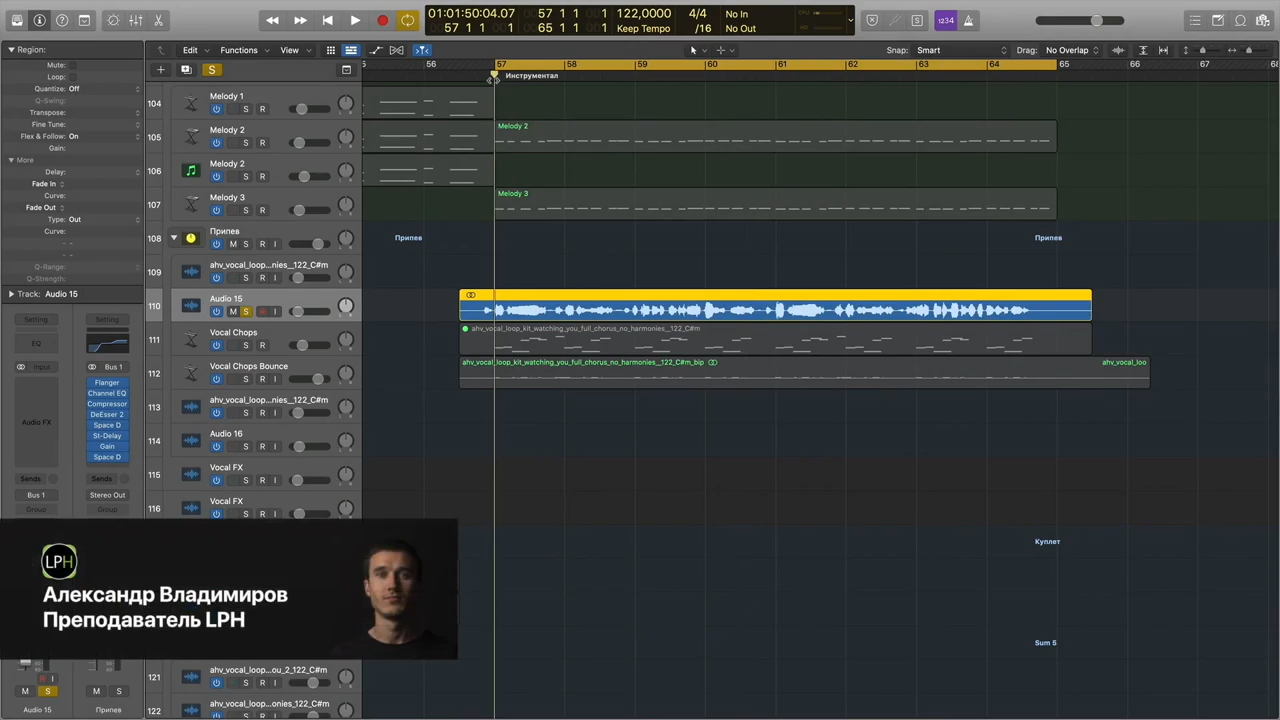 01:01:50:04.07
57 1 1 1
57 1 1
65 1 1
122,0000
Keep Tempo
4/4
/16
No In
No Out
CPU
1234
Region:
Mute:
Loop:
Quantize: Off
Q-Swing:
Transpose:
Fine Tune:
Flex & Follow: On
Gain:
More
Delay:
Fade In
Curve:
Fade Out
Type: Out
Curve:
Q-Range:
Q-Strength:
Track: Audio 15
Setting
Setting
EQ
Input
Bus 1
Audio FX
Flanger
Channel EQ
Compressor
DeEsser 2
Space D
St-Delay
Gain
Space D
Sends
Sends
Bus 1
Stereo Out
Group
Group
R I
M S
M S
Audio 15
Припев
Edit
Functions
View
Snap: Smart
Drag: No Overlap
S
56 57 58 59 60 61 62 63 64 65 66 67
Инструментал
104 Melody 1
S R
105 Melody 2
S R
106 Melody 2
S R
107 Melody 3
S R
108 Припев
M S R I
109 ahv_vocal_loop...nies__122_C#m
S R I
110 Audio 15
M S R I
111 Vocal Chops
S R
112 Vocal Chops Bounce
S R I
113 ahv_vocal_loop...nies__122_C#m
S R I
114 Audio 16
S R I
115 Vocal FX
S R I
116 Vocal FX
S R I
121 ahv_vocal_loop...ou_2_122_C#m
S R I
122 ahv_vocal_loop...onies_122_C#m
Melody 2
Melody 3
Припев
Припев
ahv_vocal_loop_kit_watching_you_full_chorus_no_harmonies__122_C#m
ahv_vocal_loop_kit_watching_you_full_chorus_no_harmonies__122_C#m_bip
ahv_vocal_loo
Куплет
Sum 5
LPH
Александр Владимиров
Преподаватель LPH